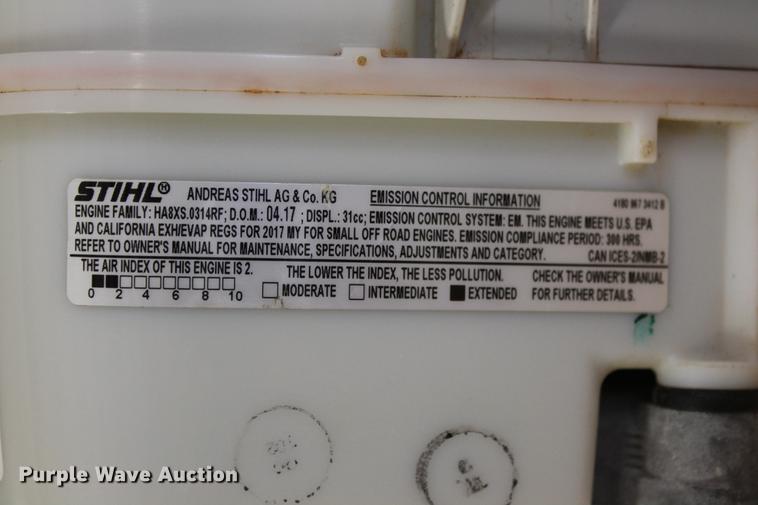 STIHL® ANDREAS STIHL AG & Co. KG EMISSION CONTROL INFORMATION 4180 967 3412 B
ENGINE FAMILY: HA8XS.0314RF; D.O.M.: 04.17 ; DISPL.: 31cc; EMISSION CONTROL SYSTEM: EM. THIS ENGINE MEETS U.S. EPA
AND CALIFORNIA EXH/EVAP REGS FOR 2017 MY FOR SMALL OFF ROAD ENGINES. EMISSION COMPLIANCE PERIOD: 300 HRS.
REFER TO OWNER'S MANUAL FOR MAINTENANCE, SPECIFICATIONS, ADJUSTMENTS AND CATEGORY. CAN ICES-2/NMB-2
THE AIR INDEX OF THIS ENGINE IS 2. THE LOWER THE INDEX, THE LESS POLLUTION. CHECK THE OWNER'S MANUAL
0 2 4 6 8 10 MODERATE INTERMEDIATE EXTENDED FOR FURTHER DETAILS.
Purple Wave Auction